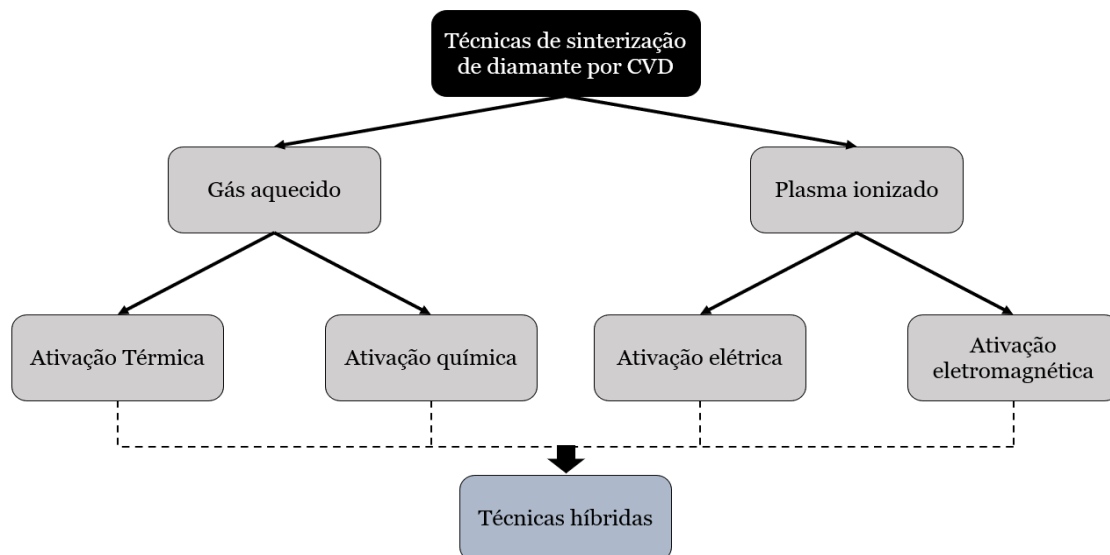 Técnicas de sinterização
de diamante por CVD
Gás aquecido
Plasma ionizado
Ativação Térmica
Ativação química
Ativação elétrica
Ativação
eletromagnética
Técnicas híbridas